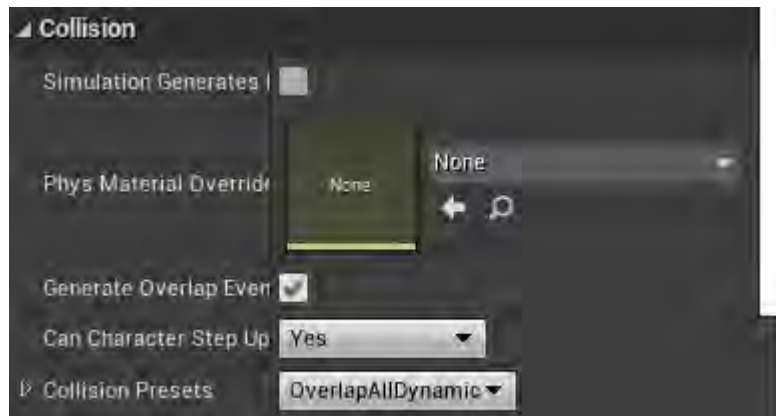 Collision
Simulation Generates
None
None
Phys Material Override
Generate Overlap Even
Can Character Step Up
Yes
Collision Presets
OverlapAllDynamic